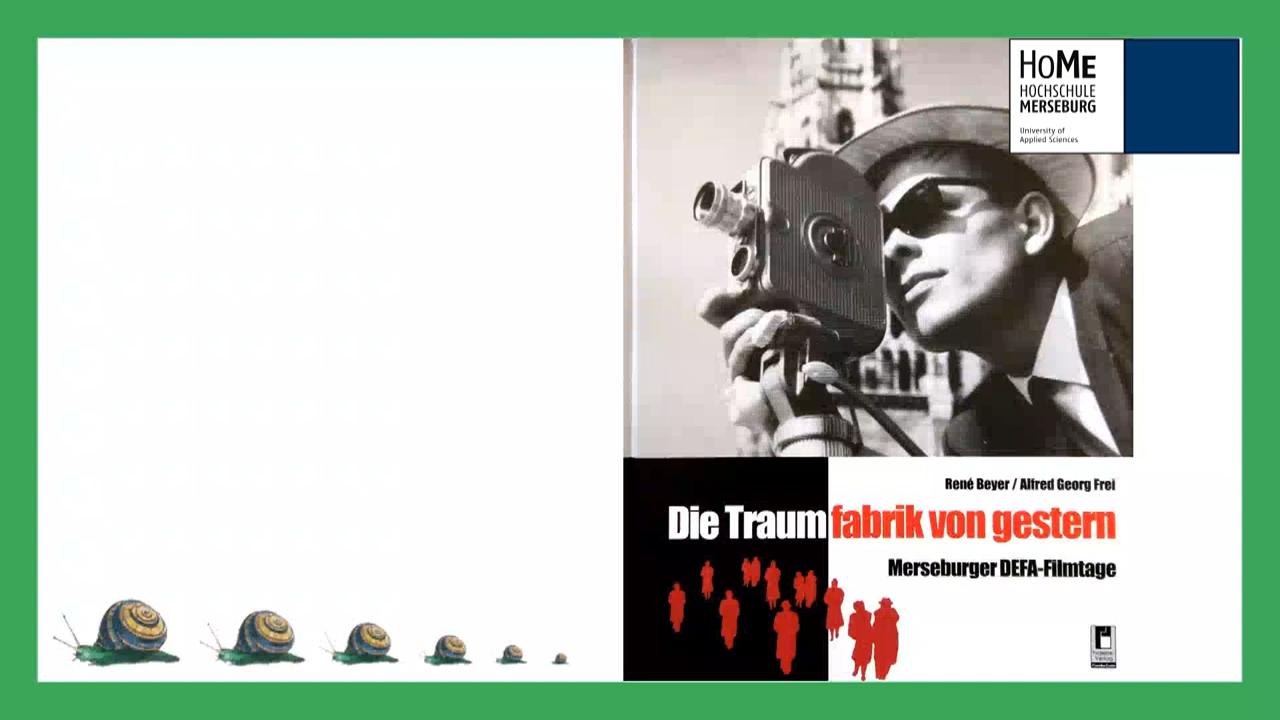 HoMe
HOCHSCHULE
MERSEBURG
University of
Applied Sciences
René Beyer / Alfred Georg Frei
Die Traumfabrik von gestern
Merseburger DEFA-Filmtage
Verlag